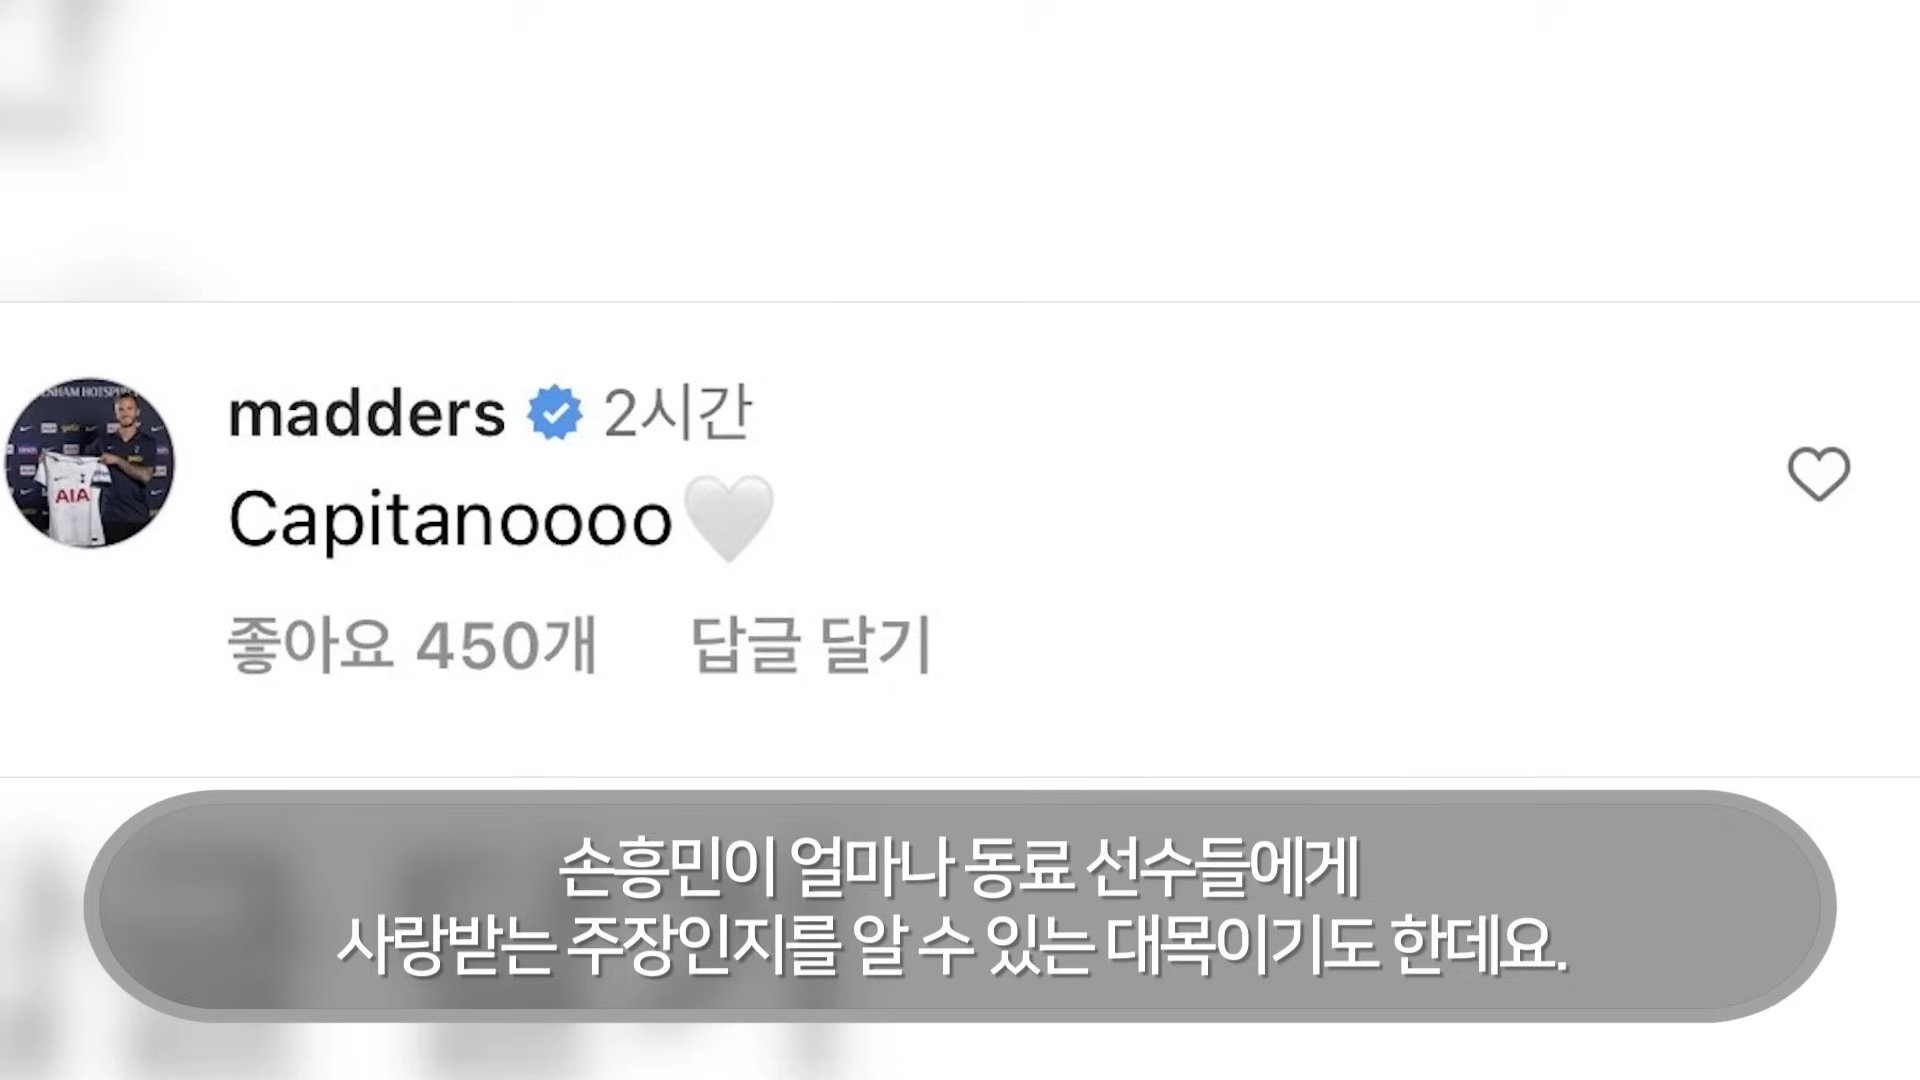 madders 2시간
Capitanoooo🤍
좋아요 450개 답글 달기
AIA
손흥민이 얼마나 동료 선수들에게
사랑받는 주장인지를 알 수 있는 대목이기도 한데요.